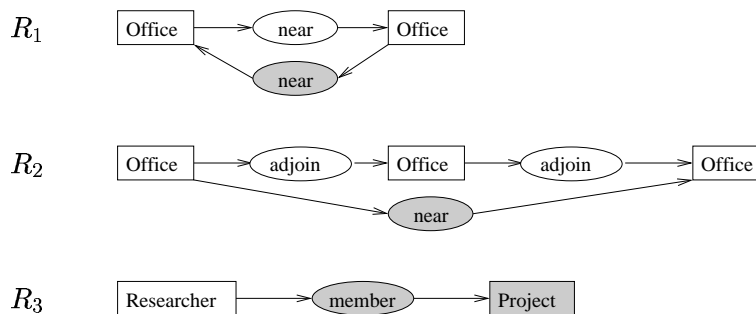 R1 Office near Office
near
R2 Office adjoin Office adjoin Office
near
R3 Researcher member Project